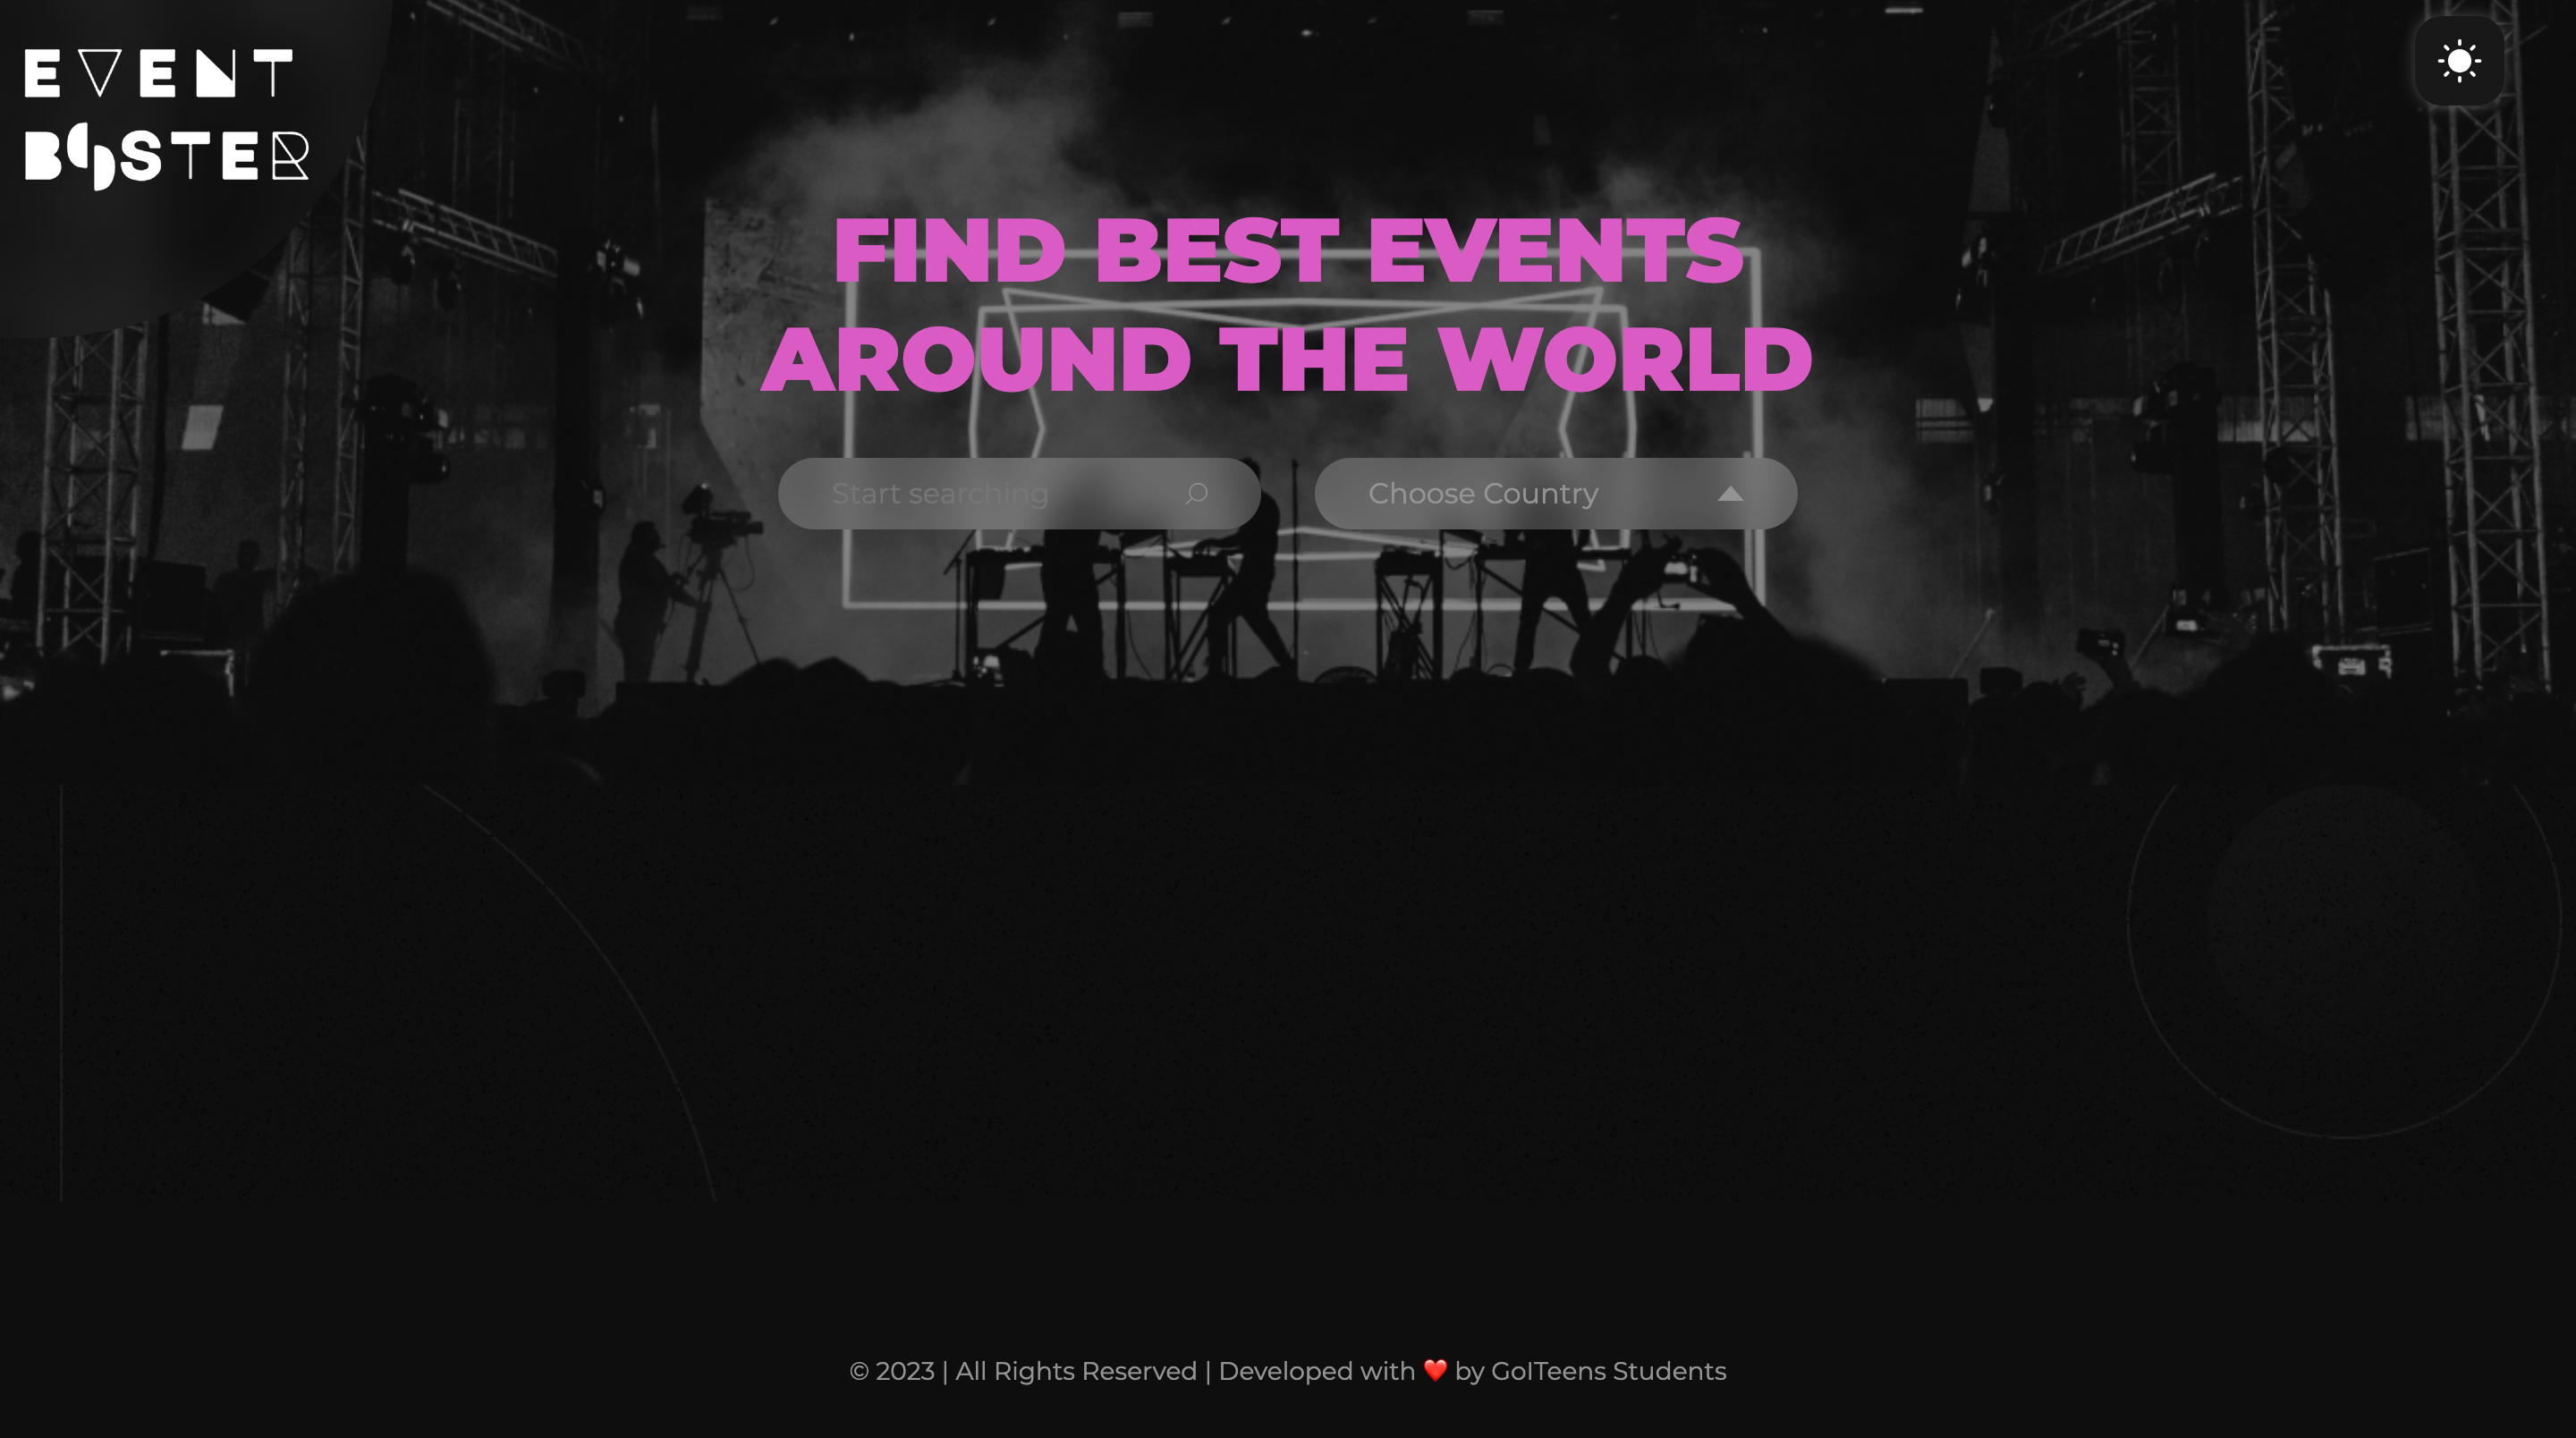 EVENT
BOOSTER
FIND BEST EVENTS
AROUND THE WORLD
Start searching
Choose Country
© 2023 | All Rights Reserved | Developed with ❤️ by GoITeens Students